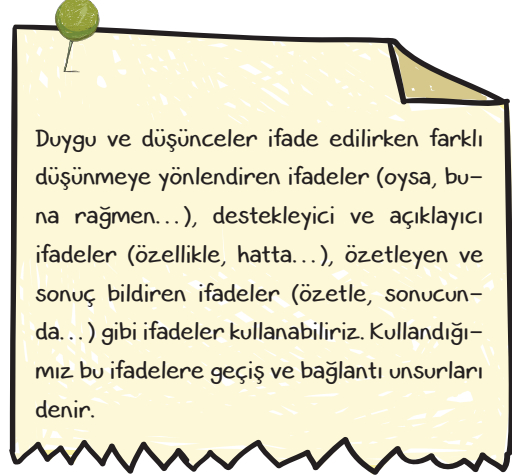 Duygu ve düşünceler ifade edilirken farklı
düşünmeye yönlendiren ifadeler (oysa, bu-
na rağmen...), destekleyici ve açıklayıcı
ifadeler (özellikle, hatta...), özetleyen ve
sonuç bildiren ifadeler (özetle, sonucun-
da...) gibi ifadeler kullanabiliriz. Kullandığı-
mız bu ifadelere geçiş ve bağlantı unsurları
denir.